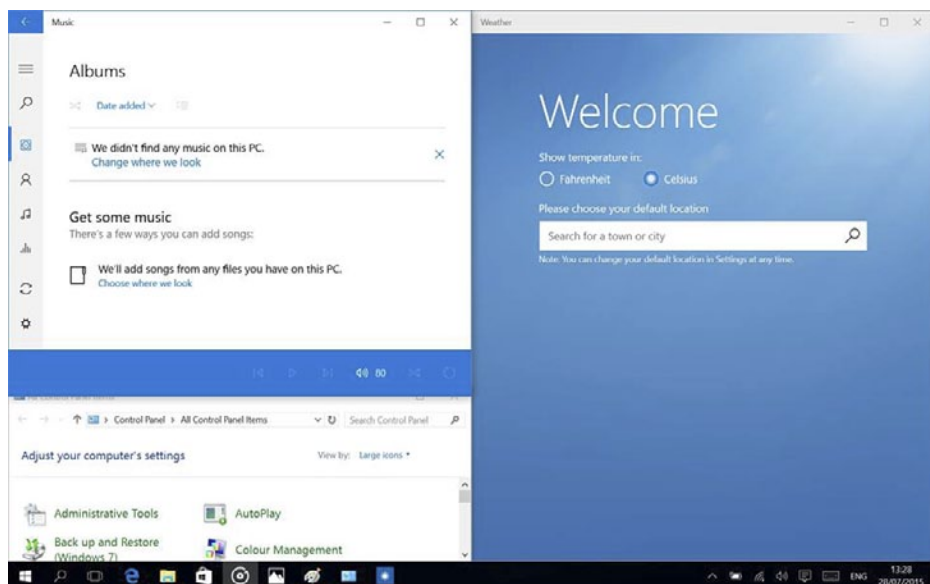 Music
Albums
Date added
We didn't find any music on this PC.
Change where we look
Get some music
There's a few ways you can add songs:
We'll add songs from any files you have on this PC.
Choose where we look
80
Control Panel
All Control Panel Items
Search Control Panel
Adjust your computer's settings
View by: Large icons
Administrative Tools
AutoPlay
Back up and Restore
(Windows 7)
Colour Management
Weather
Welcome
Show temperature in:
Fahrenheit
Celsius
Please choose your default location
Search for a town or city
Note: You can change your default location in Settings at any time.
ENG
13:28
28/07/2015